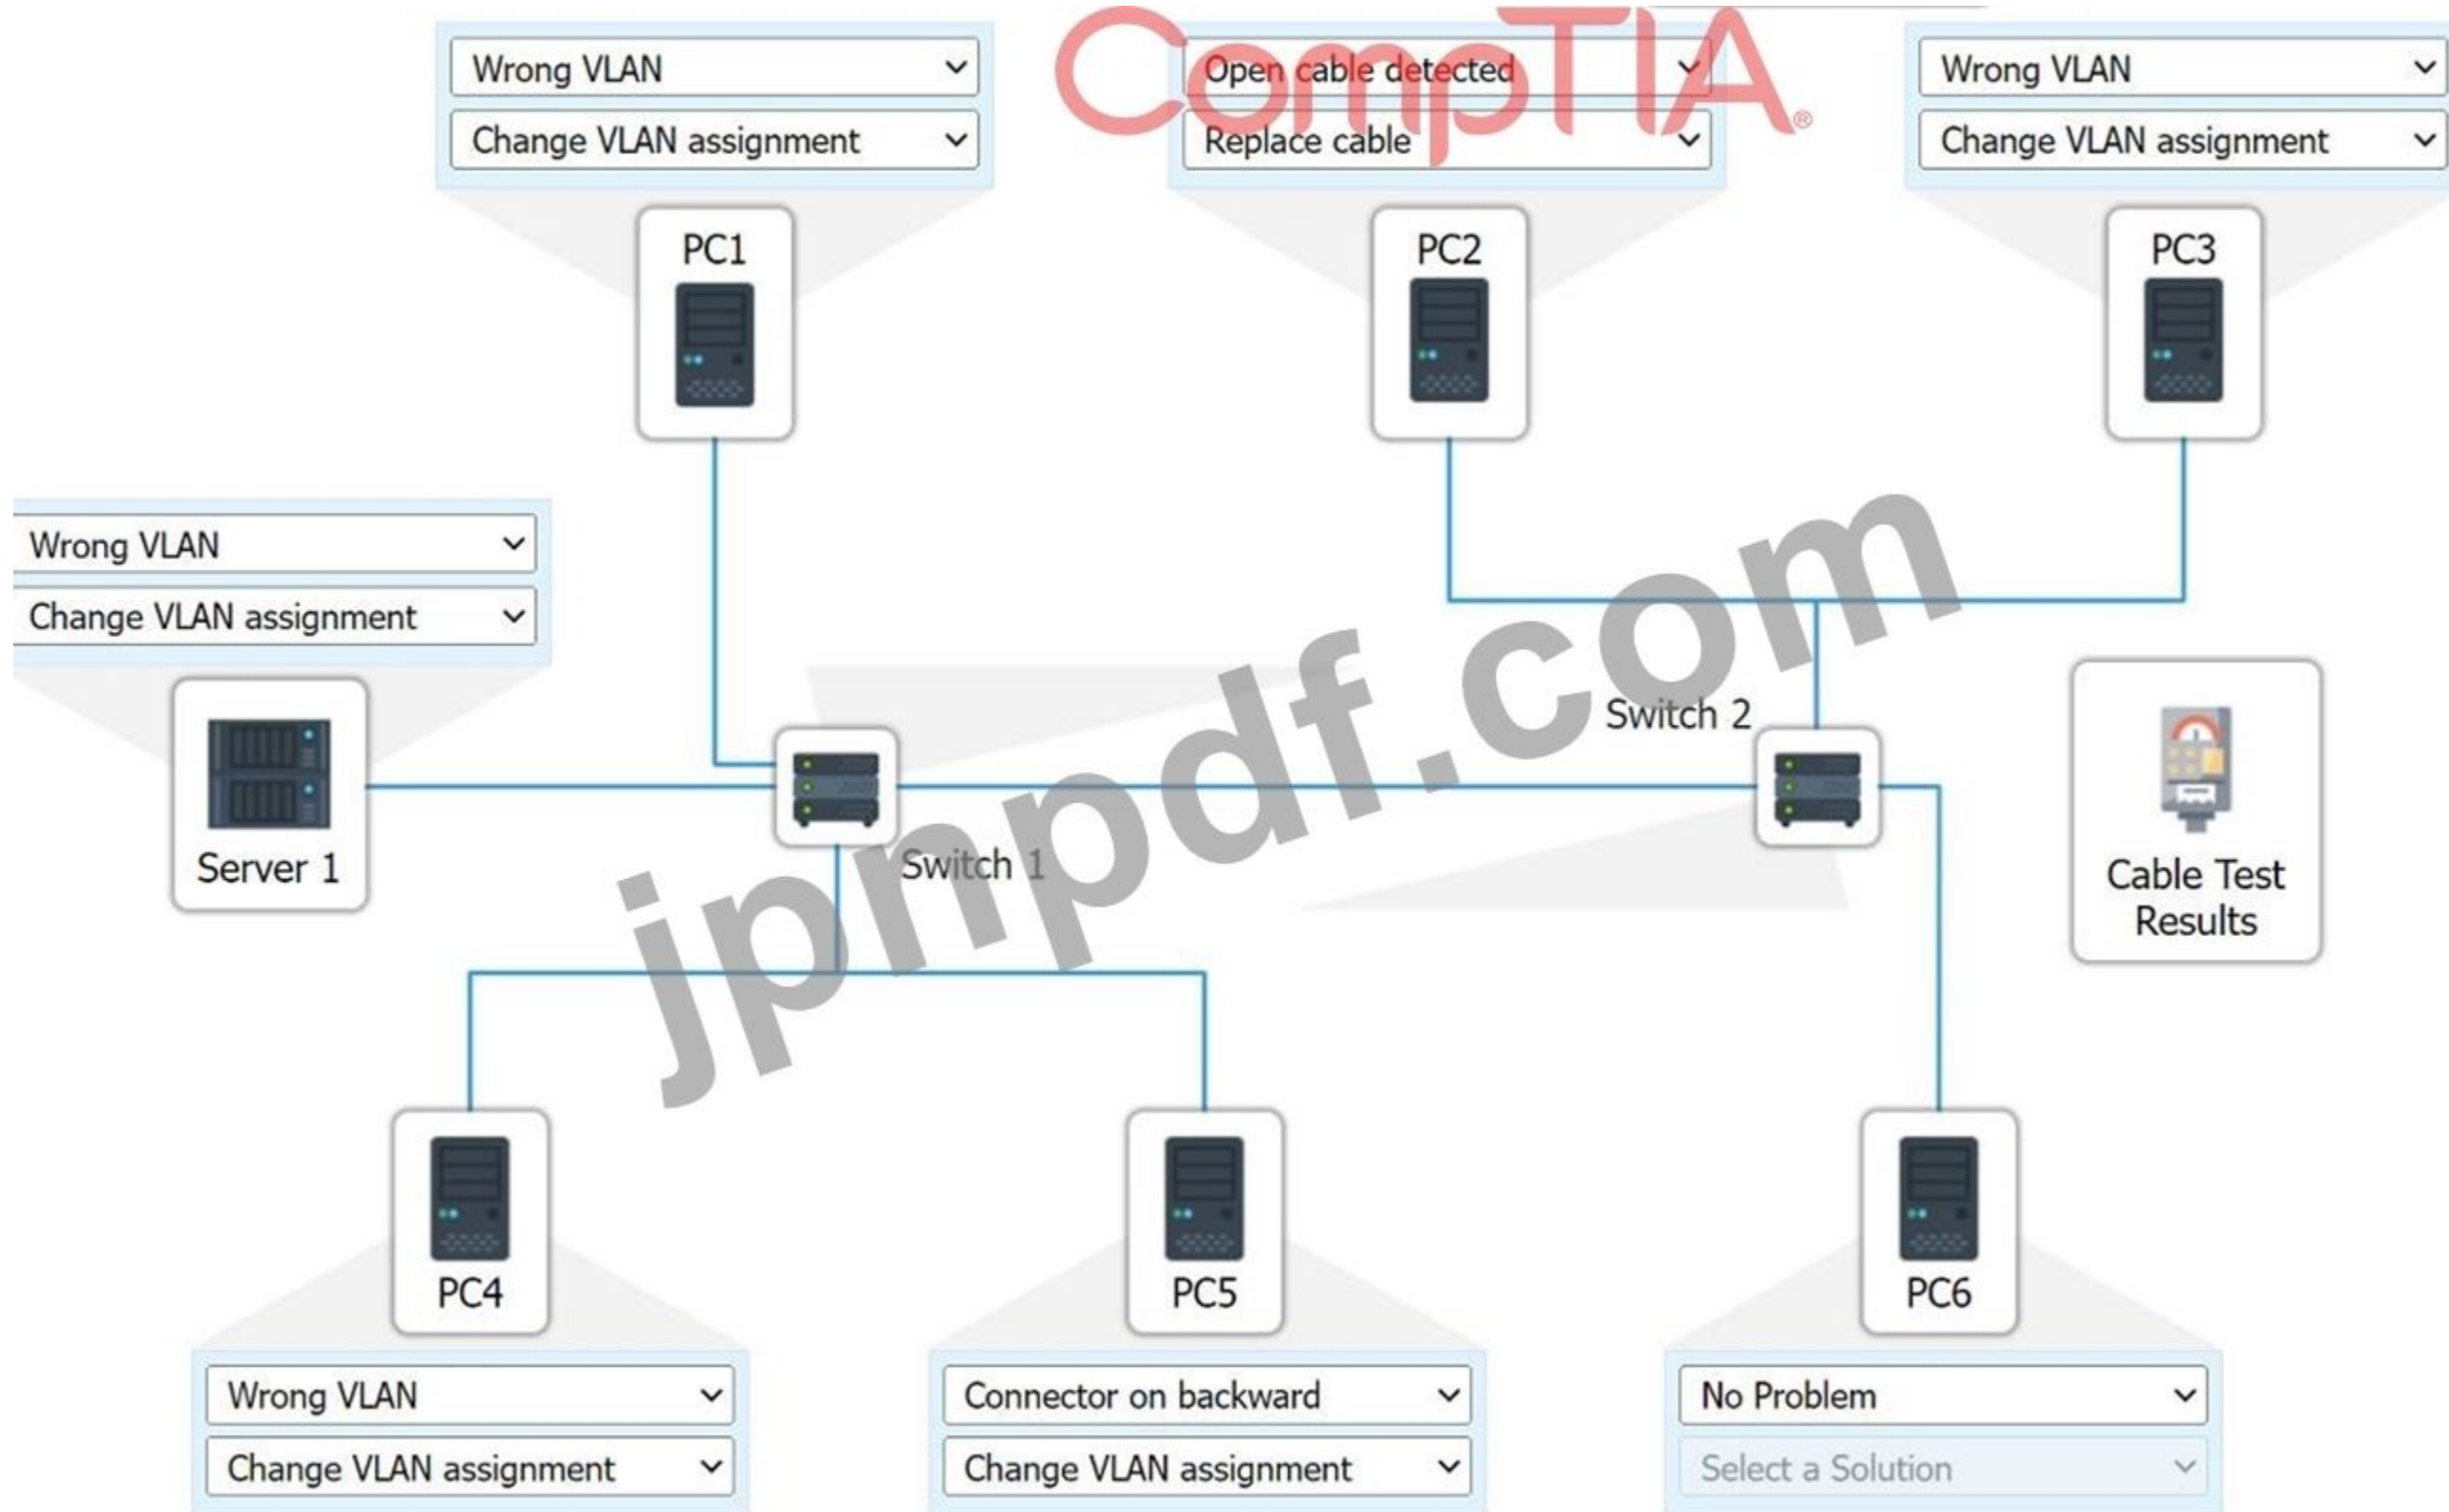 CompTIA®
Wrong VLAN
Change VLAN assignment
Open cable detected
Replace cable
Wrong VLAN
Change VLAN assignment
PC1
PC2
PC3
Wrong VLAN
Change VLAN assignment
Server 1
Switch 1
Switch 2
Cable Test
Results
jpnpdf.com
PC4
PC5
PC6
Wrong VLAN
Change VLAN assignment
Connector on backward
Change VLAN assignment
No Problem
Select a Solution